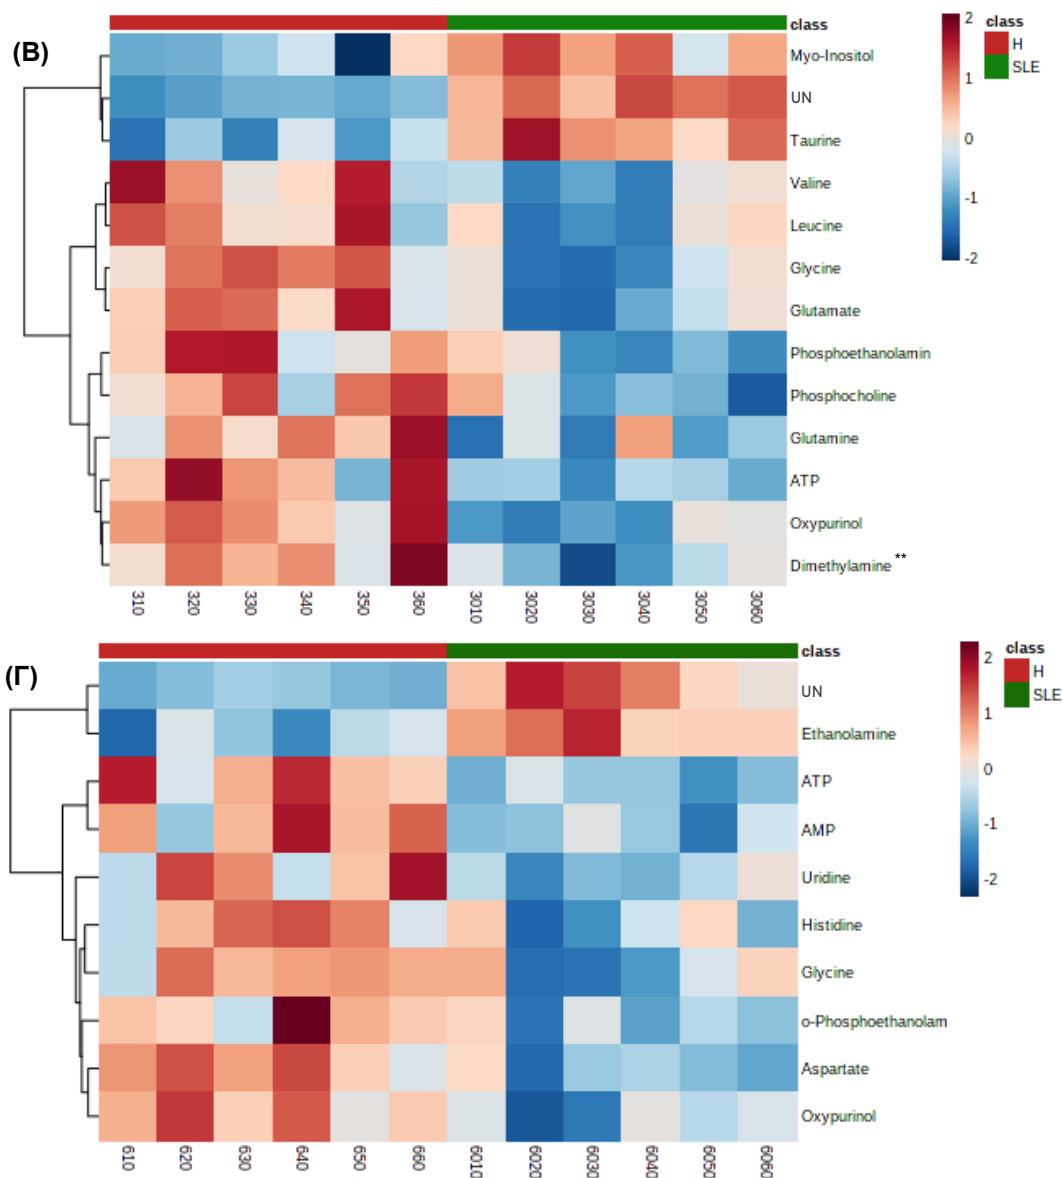 (B)
class
Myo-Inositol
UN
Taurine
Valine
Leucine
Glycine
Glutamate
Phosphoethanolamin
Phosphocholine
Glutamine
ATP
Oxypurinol
Dimethylamine **
310 320 330 340 350 360 3010 3020 3030 3040 3050 3060
2
1
0
-1
-2
class
H
SLE
(Γ)
class
UN
Ethanolamine
ATP
AMP
Uridine
Histidine
Glycine
o-Phosphoethanolam
Aspartate
Oxypurinol
610 620 630 640 650 660 6010 6020 6030 6040 6050 6060
2
1
0
-1
-2
class
H
SLE